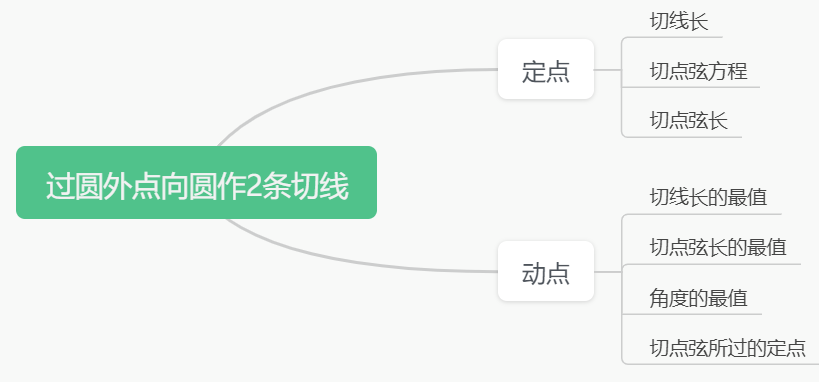 过圆外点向圆作2条切线
定点
切线长
切点弦方程
切点弦长
动点
切线长的最值
切点弦长的最值
角度的最值
切点弦所过的定点